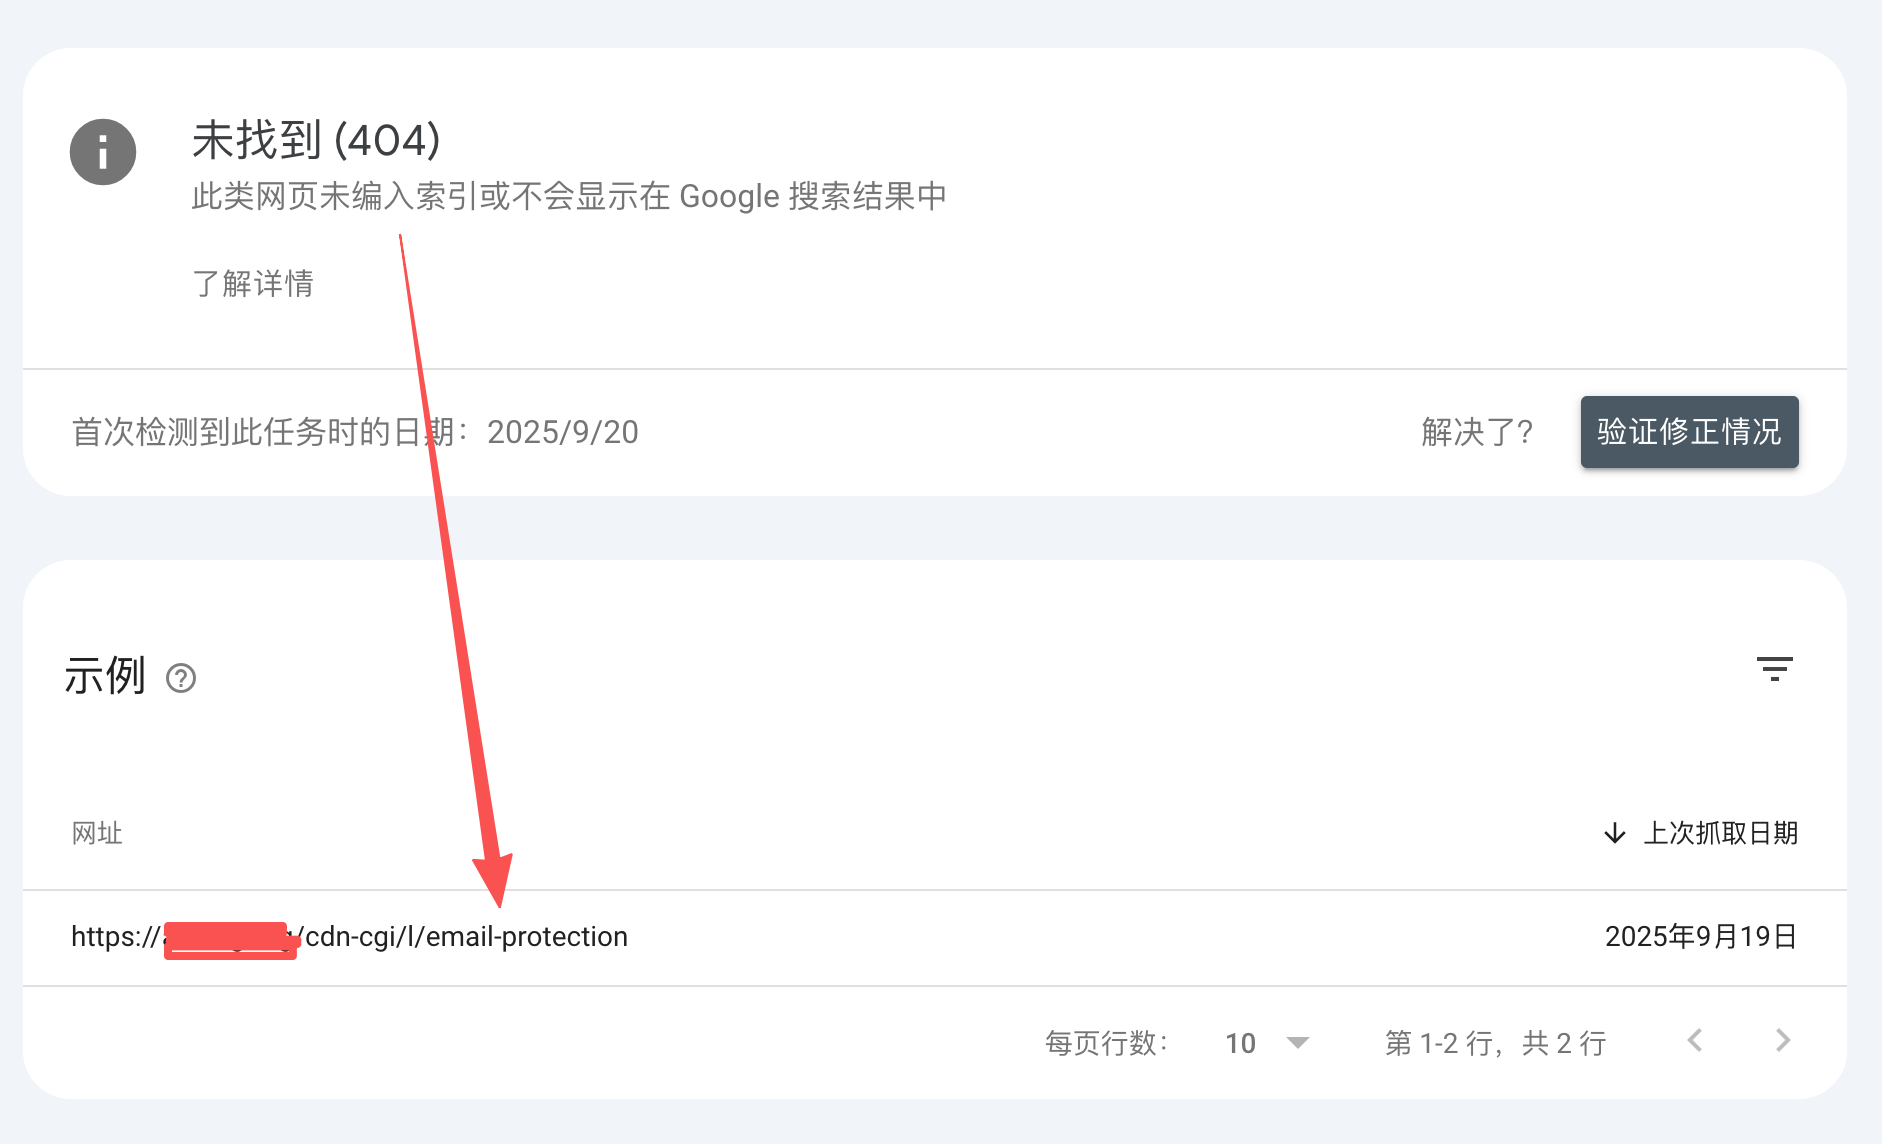 未找到 (404)
此类网页未编入索引或不会显示在 Google 搜索结果中
了解详情
首次检测到此任务时的日期：2025/9/20
解决了?
验证修正情况
示例
网址
上次抓取日期
https:// /cdn-cgi/l/email-protection
2025年9月19日
每页行数：
10
第 1-2 行，共 2 行